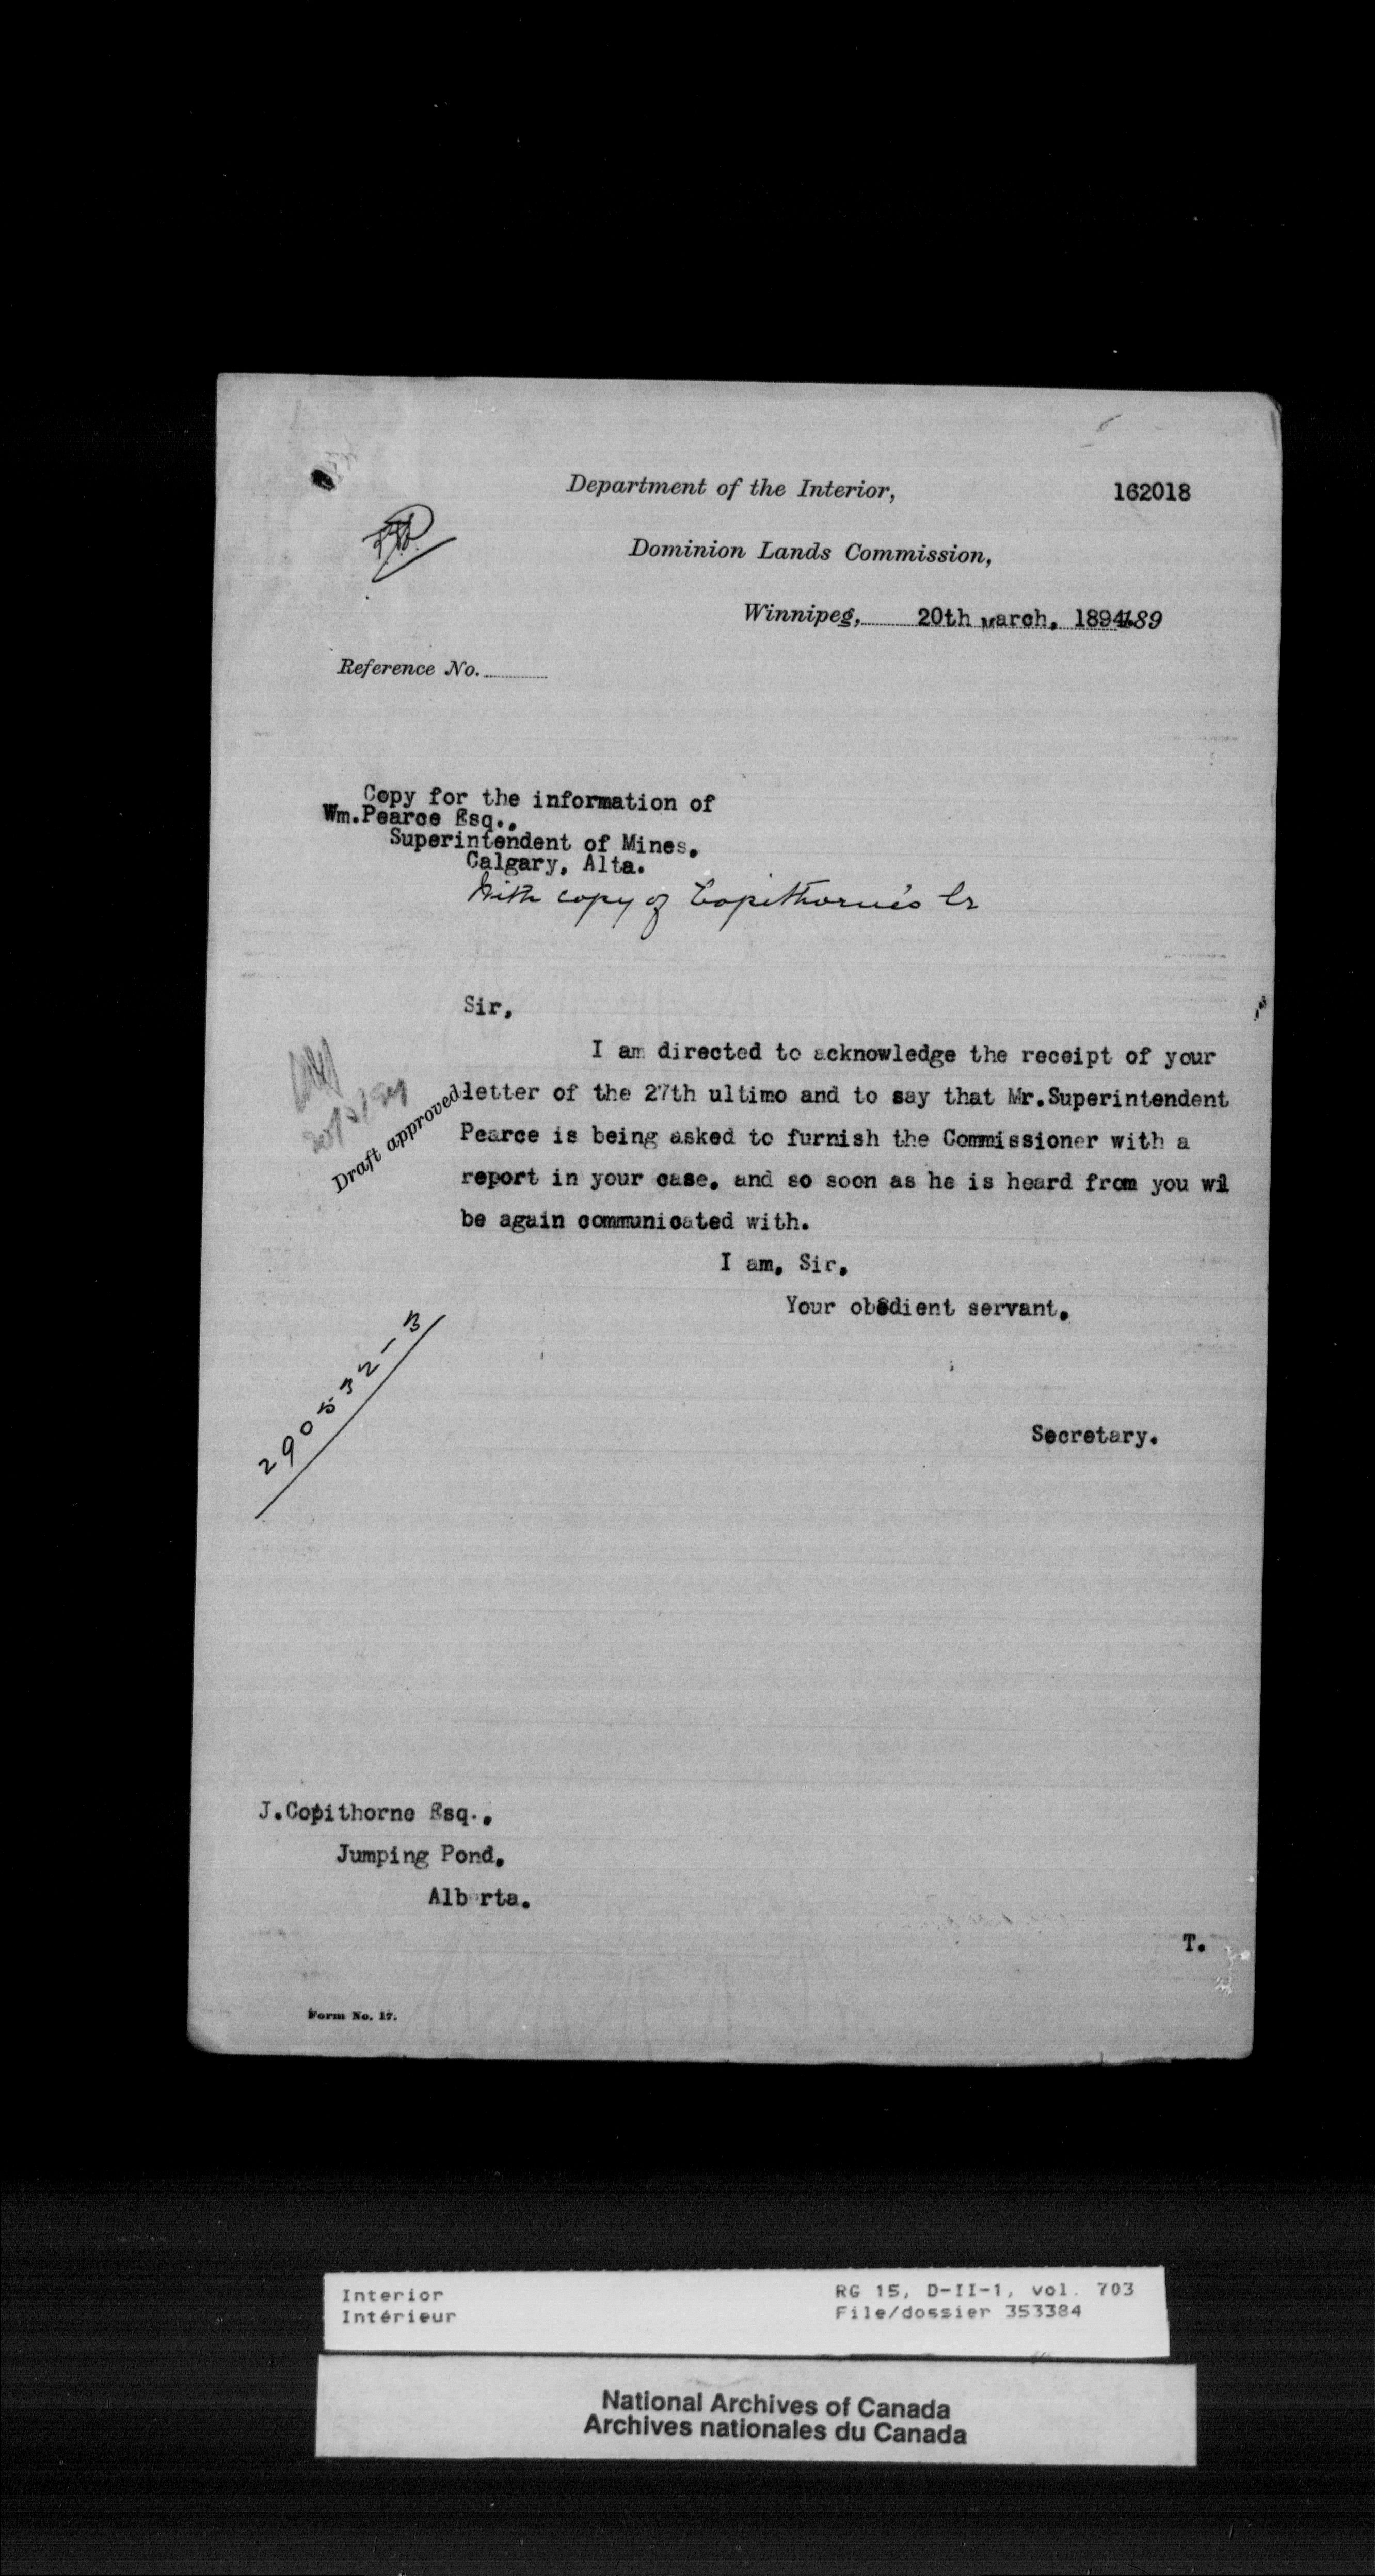 Department of the Interior,
162018
Dominion Lands Commission,
Winnipeg, 20th March, 1894. 189
Reference No.
Copy for the information of
Wm.Pearce Esq.,
Superintendent of Mines,
Calgary, Alta.
With copy of Copithorne's lr
Sir,
I am directed to acknowledge the receipt of your
letter of the 27th ultimo and to say that Mr.Superintendent
Pearce is being asked to furnish the Commissioner with a
report in your case, and so soon as he is heard from you wil
be again communicated with.
20/3/94
Draft approved.
I am, Sir,
Your obedient servant,
290532-3
Secretary.
J.Copithorne Esq.,
Jumping Pond,
Alb rta.
T.
Form No. 17.
Interior
Intérieur
RG 15, D-II-1, vol. 703
File/dossier 353384
National Archives of Canada
Archives nationales du Canada